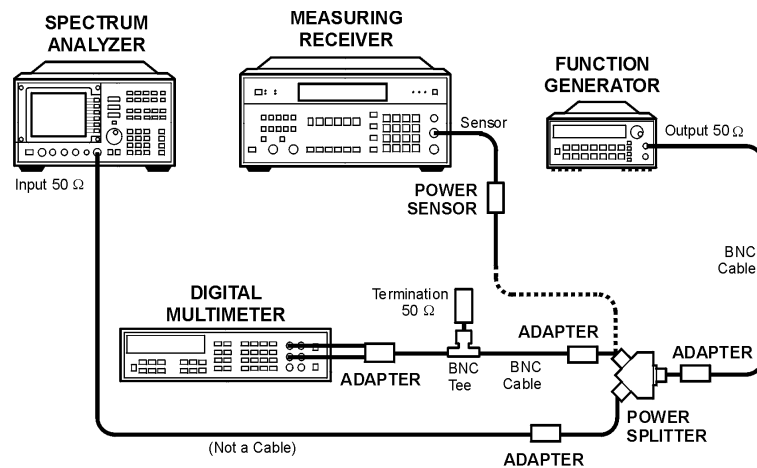 SPECTRUM
ANALYZER
MEASURING
RECEIVER
FUNCTION
GENERATOR
Sensor
Output 50 Ω
Input 50 Ω
POWER
SENSOR
BNC
Cable
DIGITAL
MULTIMETER
Termination
50 Ω
ADAPTER
ADAPTER
ADAPTER
BNC
Tee
BNC
Cable
POWER
SPLITTER
(Not a Cable)
ADAPTER